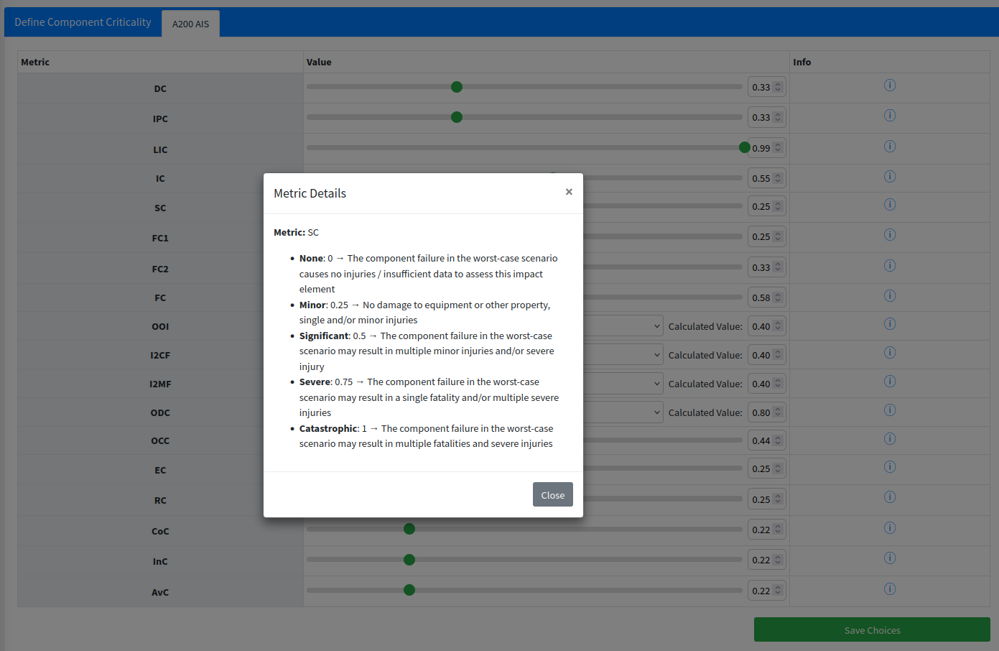 Define Component Criticality A200 AIS
Metric Value Info
DC 0.33
IPC 0.33
LIC 0.99
IC 0.55
SC 0.25
FC1 0.25
FC2 0.33
FC 0.58
OOI Calculated Value: 0.40
I2CF Calculated Value: 0.40
I2MF Calculated Value: 0.40
ODC Calculated Value: 0.80
OCC 0.44
EC 0.25
RC 0.25
CoC 0.22
InC 0.22
AvC 0.22
Save Choices
Metric Details ×
Metric: SC
• None: 0 → The component failure in the worst-case scenario
causes no injuries / insufficient data to assess this impact
element
• Minor: 0.25 → No damage to equipment or other property,
single and/or minor injuries
• Significant: 0.5 → The component failure in the worst-case
scenario may result in multiple minor injuries and/or severe
injury
• Severe: 0.75 → The component failure in the worst-case
scenario may result in a single fatality and/or multiple severe
injuries
• Catastrophic: 1 → The component failure in the worst-case
scenario may result in multiple fatalities and severe injuries
Close